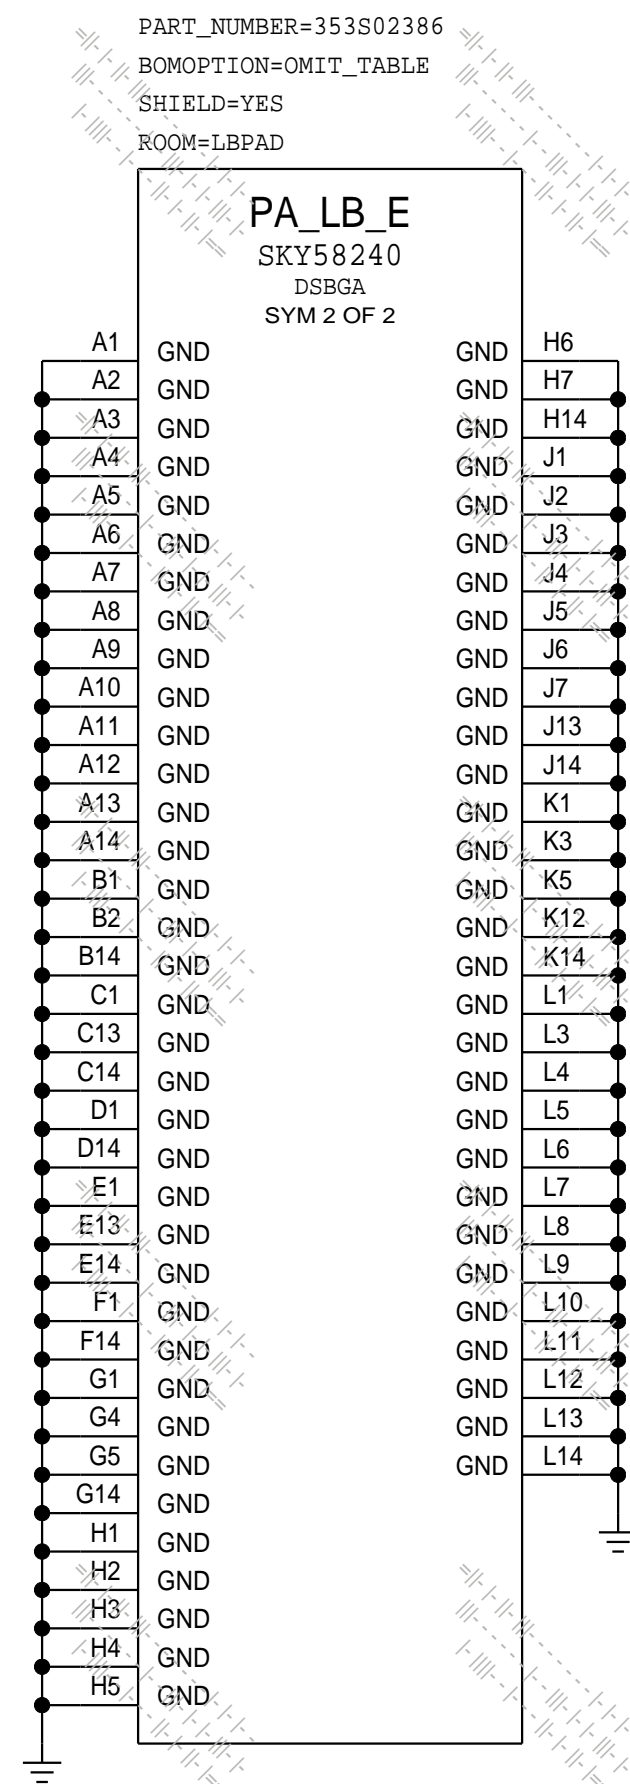 PART_NUMBER=353S02386
BOMOPTION=OMIT_TABLE
SHIELD=YES
ROOM=LBPAD
PA_LB_E
SKY58240
DSBGA
SYM 2 OF 2
A1 GND GND H6
A2 GND GND H7
A3 GND GND H14
A4 GND GND J1
A5 GND GND J2
A6 GND GND J3
A7 GND GND J4
A8 GND GND J5
A9 GND GND J6
A10 GND GND J7
A11 GND GND J13
A12 GND GND J14
A13 GND GND K1
A14 GND GND K3
B1 GND GND K5
B2 GND GND K12
B14 GND GND K14
C1 GND GND L1
C13 GND GND L3
C14 GND GND L4
D1 GND GND L5
D14 GND GND L6
E1 GND GND L7
E13 GND GND L8
E14 GND GND L9
F1 GND GND L10
F14 GND GND L11
G1 GND GND L12
G4 GND GND L13
G5 GND GND L14
G14 GND
H1 GND
H2 GND
H3 GND
H4 GND
H5 GND